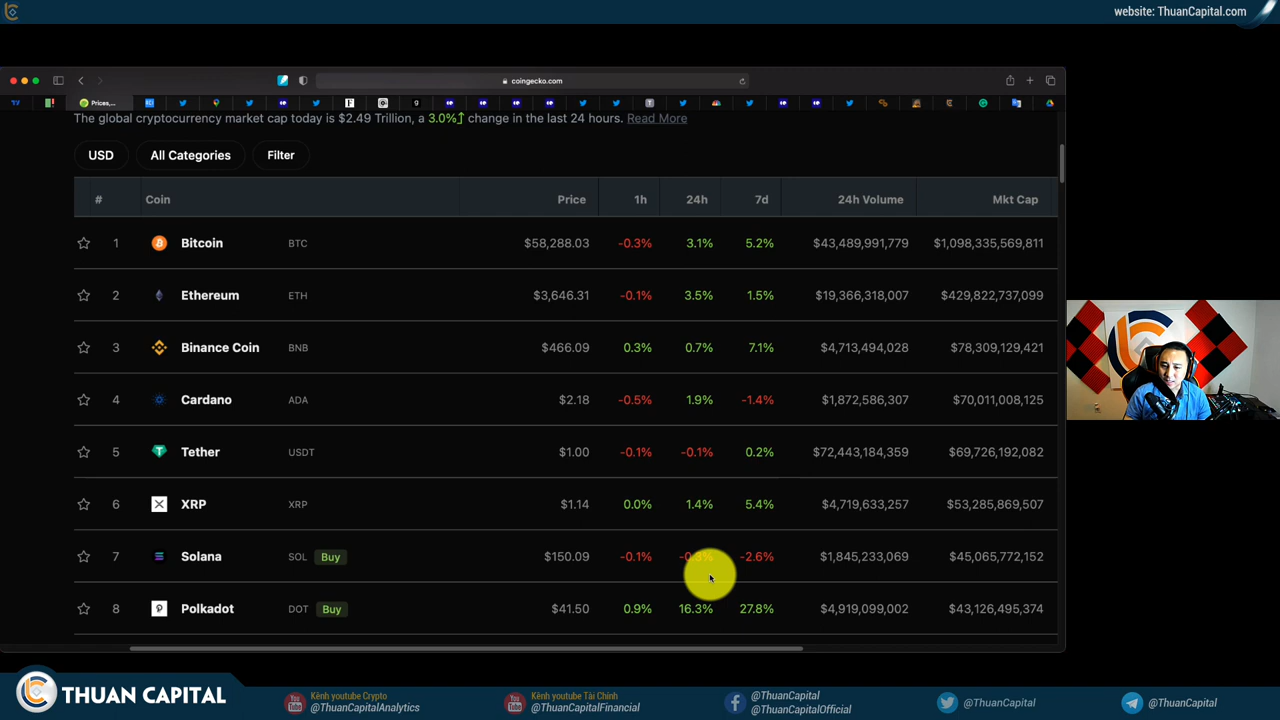 website: ThuanCapital.com
coingecko.com
Prices,...
The global cryptocurrency market cap today is $2.49 Trillion, a 3.0% change in the last 24 hours. Read More
USD All Categories Filter
# Coin Price 1h 24h 7d 24h Volume Mkt Cap
1 Bitcoin BTC $58,288.03 -0.3% 3.1% 5.2% $43,489,991,779 $1,098,335,569,811
2 Ethereum ETH $3,646.31 -0.1% 3.5% 1.5% $19,366,318,007 $429,822,737,099
3 Binance Coin BNB $466.09 0.3% 0.7% 7.1% $4,713,494,028 $78,309,129,421
4 Cardano ADA $2.18 -0.5% 1.9% -1.4% $1,872,586,307 $70,011,008,125
5 Tether USDT $1.00 -0.1% -0.1% 0.2% $72,443,184,359 $69,726,192,082
6 XRP XRP $1.14 0.0% 1.4% 5.4% $4,719,633,257 $53,285,869,507
7 Solana SOL Buy $150.09 -0.1% -2.6% $1,845,233,069 $45,065,772,152
8 Polkadot DOT Buy $41.50 0.9% 16.3% 27.8% $4,919,099,002 $43,126,495,374
THUAN CAPITAL
Kênh youtube Crypto
@ThuanCapitalAnalytics
Kênh youtube Tài Chính
@ThuanCapitalFinancial
@ThuanCapital
@ThuanCapitalOfficial
@ThuanCapital
@ThuanCapital